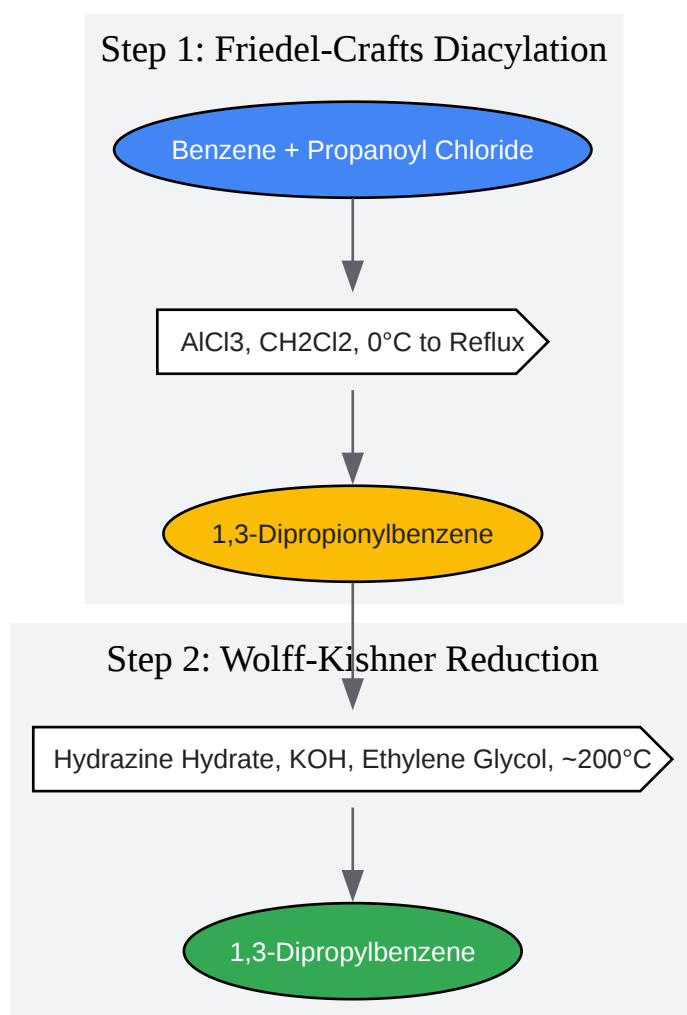 Step 1: Friedel-Crafts Diacylation
Benzene + Propanoyl Chloride
AlCl3, CH2Cl2, 0°C to Reflux
1,3-Dipropionylbenzene
Step 2: Wolff-Kishner Reduction
Hydrazine Hydrate, KOH, Ethylene Glycol, ~200°C
1,3-Dipropylbenzene